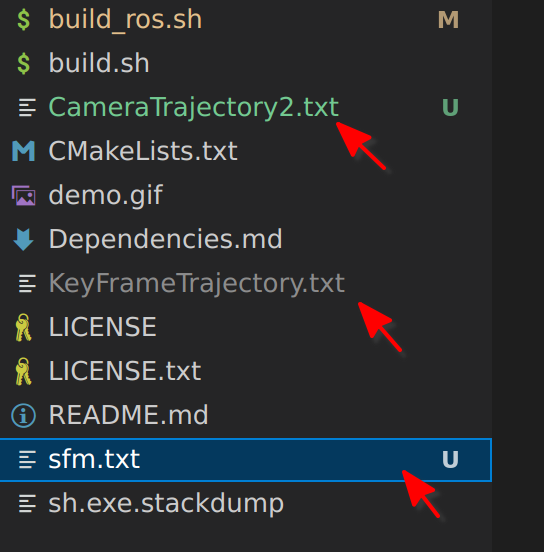 $ build_ros.sh M
$ build.sh
CameraTrajectory2.txt U
M CMakeLists.txt
demo.gif
Dependencies.md
KeyFrameTrajectory.txt
LICENSE
LICENSE.txt
README.md
sfm.txt U
sh.exe.stackdump